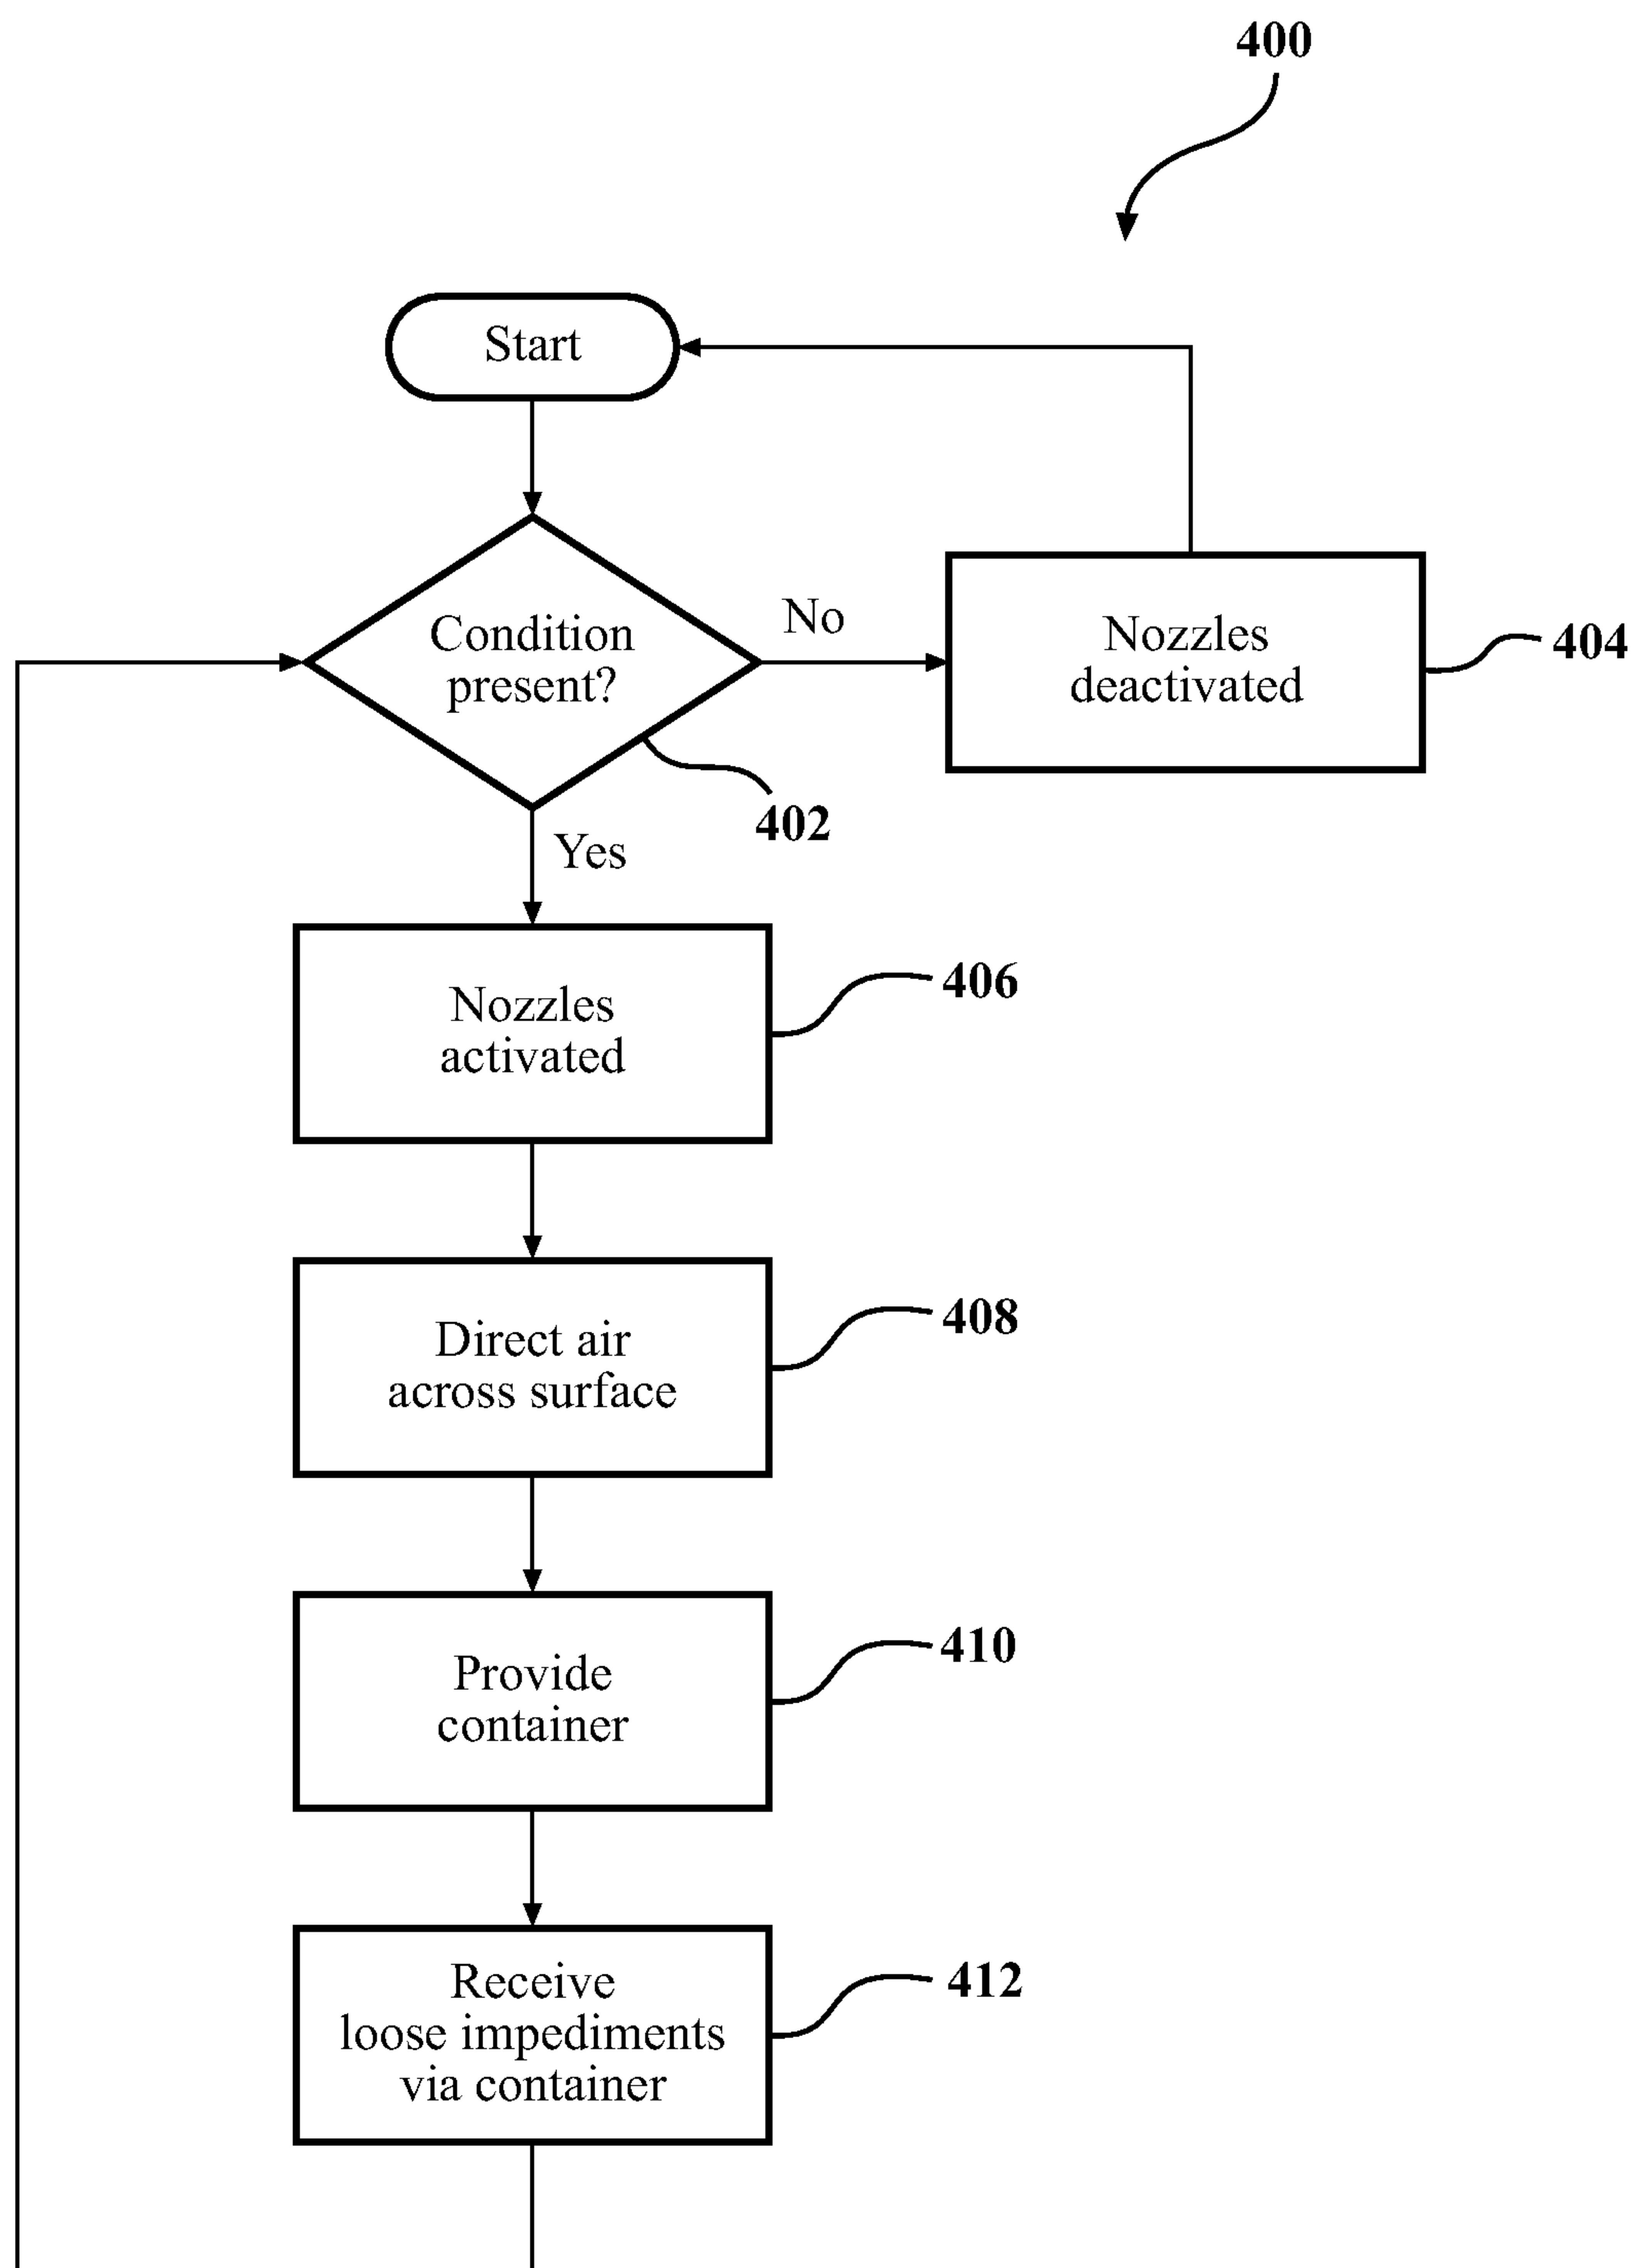 400
Start
Condition
present?
No
Nozzles
deactivated
404
402
Yes
Nozzles
activated
406
Direct air
across surface
408
Provide
container
410
Receive
loose impediments
via container
412